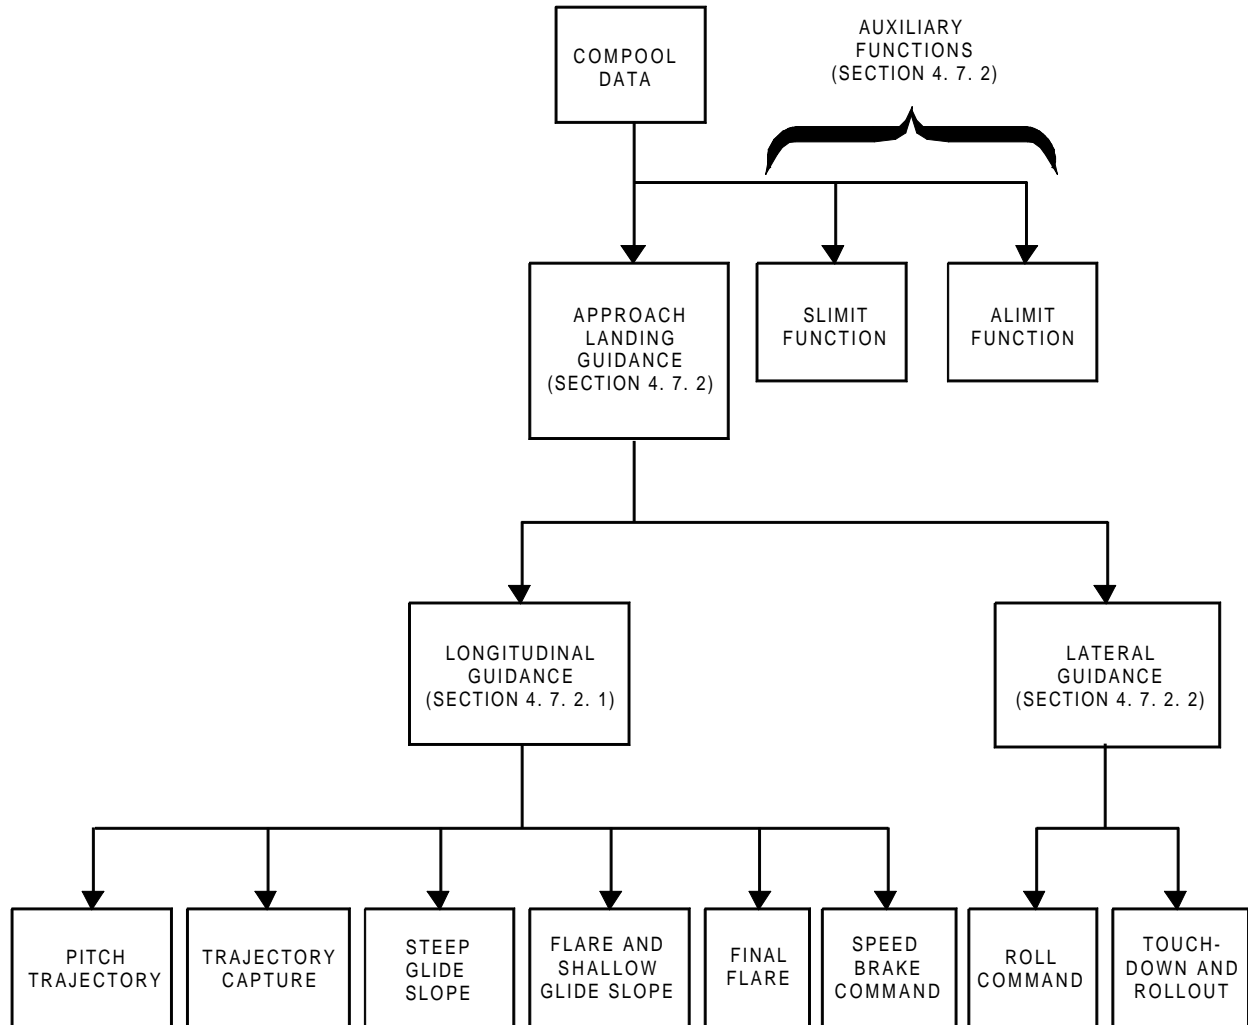 COMPOOL
DATA
AUXILIARY
FUNCTIONS
(SECTION 4. 7. 2)
APPROACH
LANDING
GUIDANCE
(SECTION 4. 7. 2)
SLIMIT
FUNCTION
ALIMIT
FUNCTION
LONGITUDINAL
GUIDANCE
(SECTION 4. 7. 2. 1)
LATERAL
GUIDANCE
(SECTION 4. 7. 2. 2)
PITCH
TRAJECTORY
TRAJECTORY
CAPTURE
STEEP
GLIDE
SLOPE
FLARE AND
SHALLOW
GLIDE SLOPE
FINAL
FLARE
SPEED
BRAKE
COMMAND
ROLL
COMMAND
TOUCH-
DOWN AND
ROLLOUT